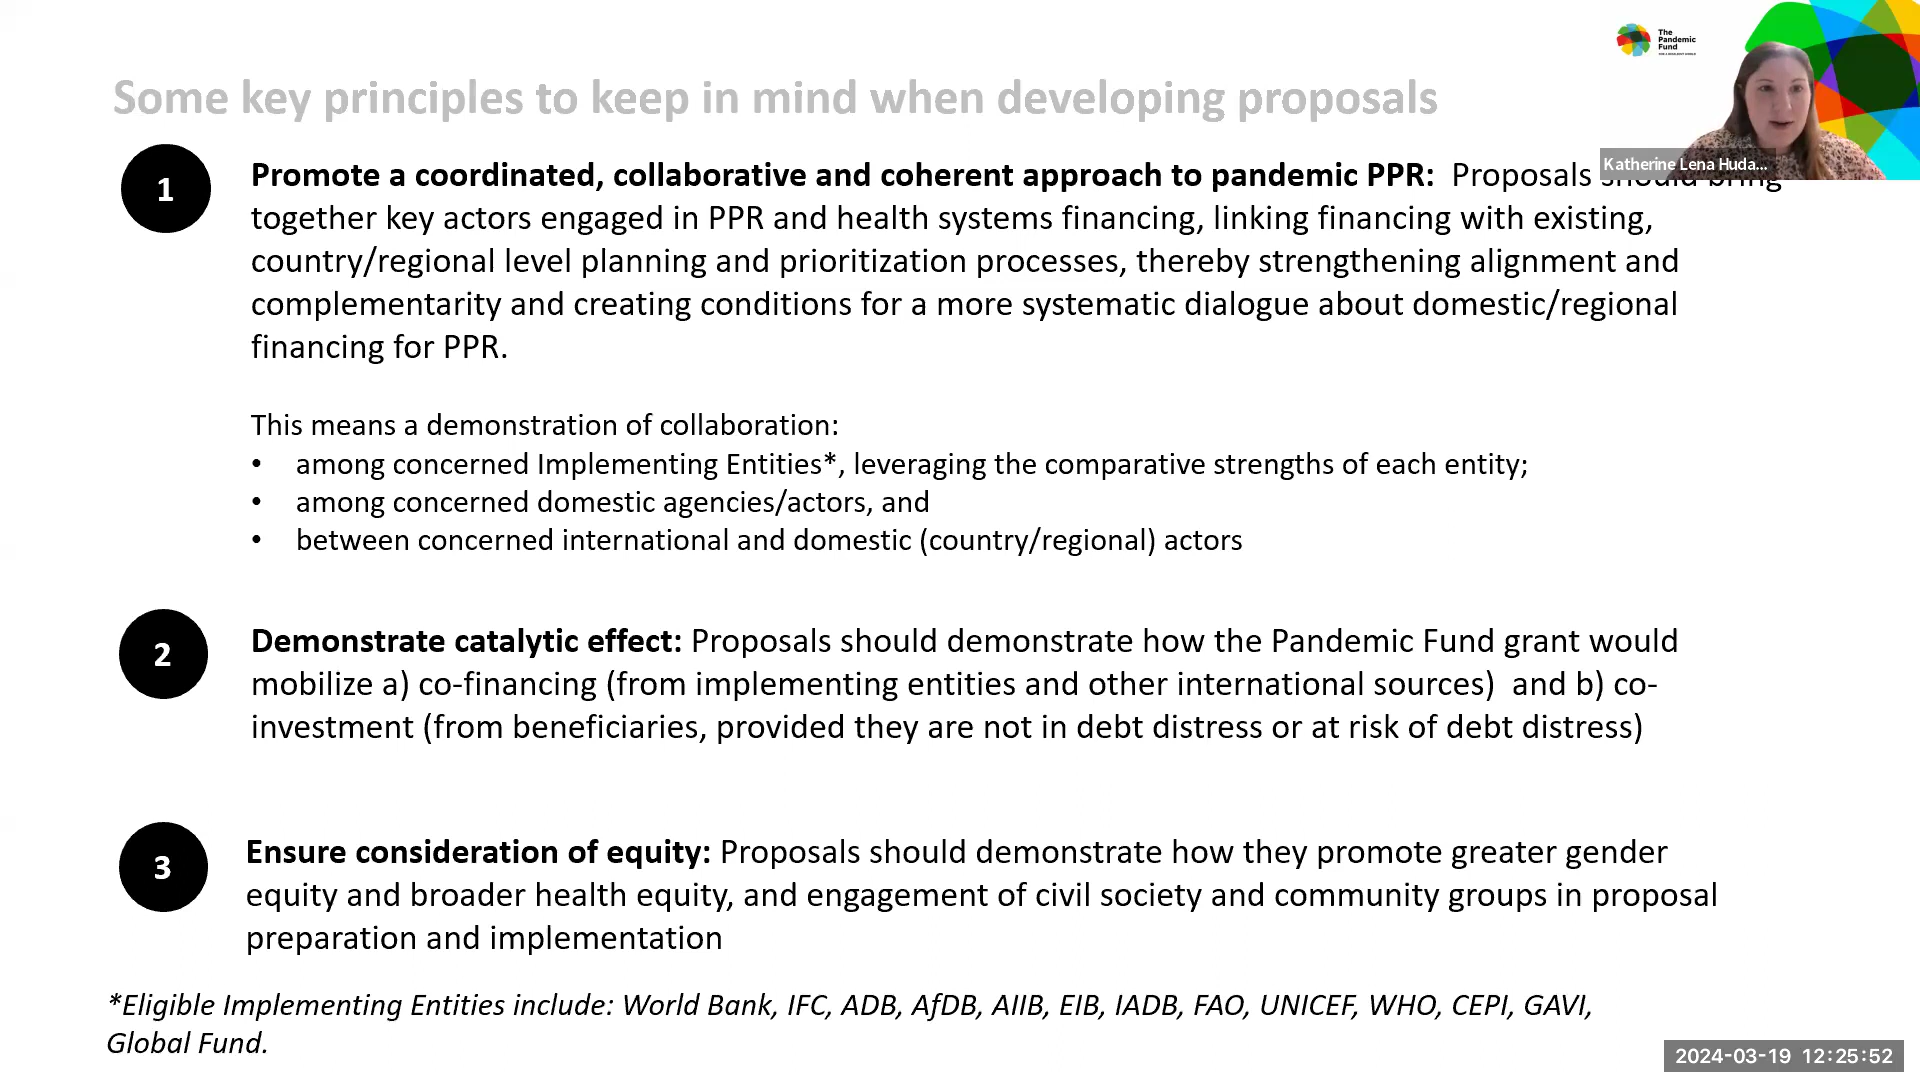 The
Pandemic
Fund
Some key principles to keep in mind when developing proposals
Katherine Lena Huda...
1
Promote a coordinated, collaborative and coherent approach to pandemic PPR: Proposals should bring
together key actors engaged in PPR and health systems financing, linking financing with existing,
country/regional level planning and prioritization processes, thereby strengthening alignment and
complementarity and creating conditions for a more systematic dialogue about domestic/regional
financing for PPR.
This means a demonstration of collaboration:
• among concerned Implementing Entities*, leveraging the comparative strengths of each entity;
• among concerned domestic agencies/actors, and
• between concerned international and domestic (country/regional) actors
2
Demonstrate catalytic effect: Proposals should demonstrate how the Pandemic Fund grant would
mobilize a) co-financing (from implementing entities and other international sources)  and b) co-
investment (from beneficiaries, provided they are not in debt distress or at risk of debt distress)
3
Ensure consideration of equity: Proposals should demonstrate how they promote greater gender
equity and broader health equity, and engagement of civil society and community groups in proposal
preparation and implementation
*Eligible Implementing Entities include: World Bank, IFC, ADB, AfDB, AIIB, EIB, IADB, FAO, UNICEF, WHO, CEPI, GAVI,
Global Fund.
2024-03-19 12:25:52